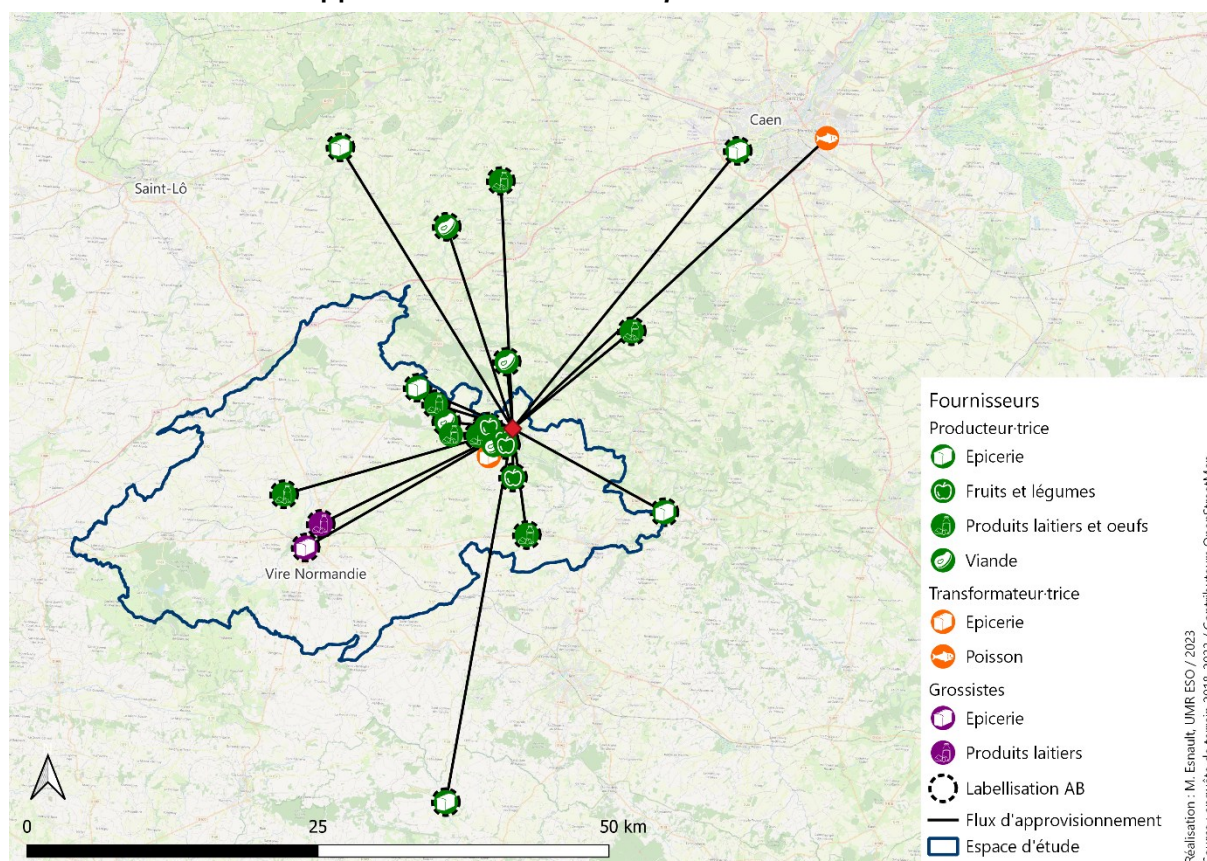 Caen
Saint-Lô
Vire Normandie
0 25 50 km
Fournisseurs
Producteur·trice
Epicerie
Fruits et légumes
Produits laitiers et oeufs
Viande
Transformateur·trice
Epicerie
Poisson
Grossistes
Epicerie
Produits laitiers
Labellisation AB
Flux d'approvisionnement
Espace d'étude
Réalisation : M. Esnault, UMR ESO / 2023